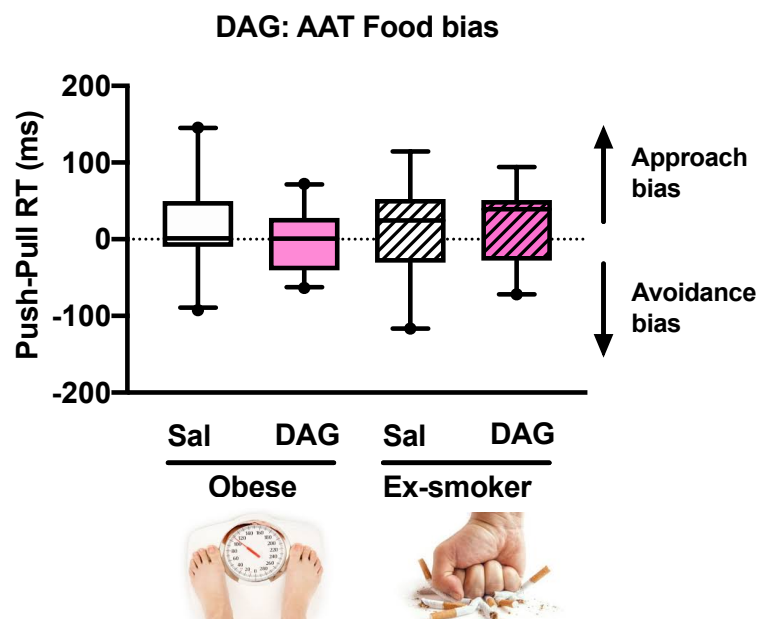 DAG: AAT Food bias
Push-Pull RT (ms)
200
100
0
-100
-200
Approach
bias
Avoidance
bias
Sal DAG Sal DAG
Obese Ex-smoker